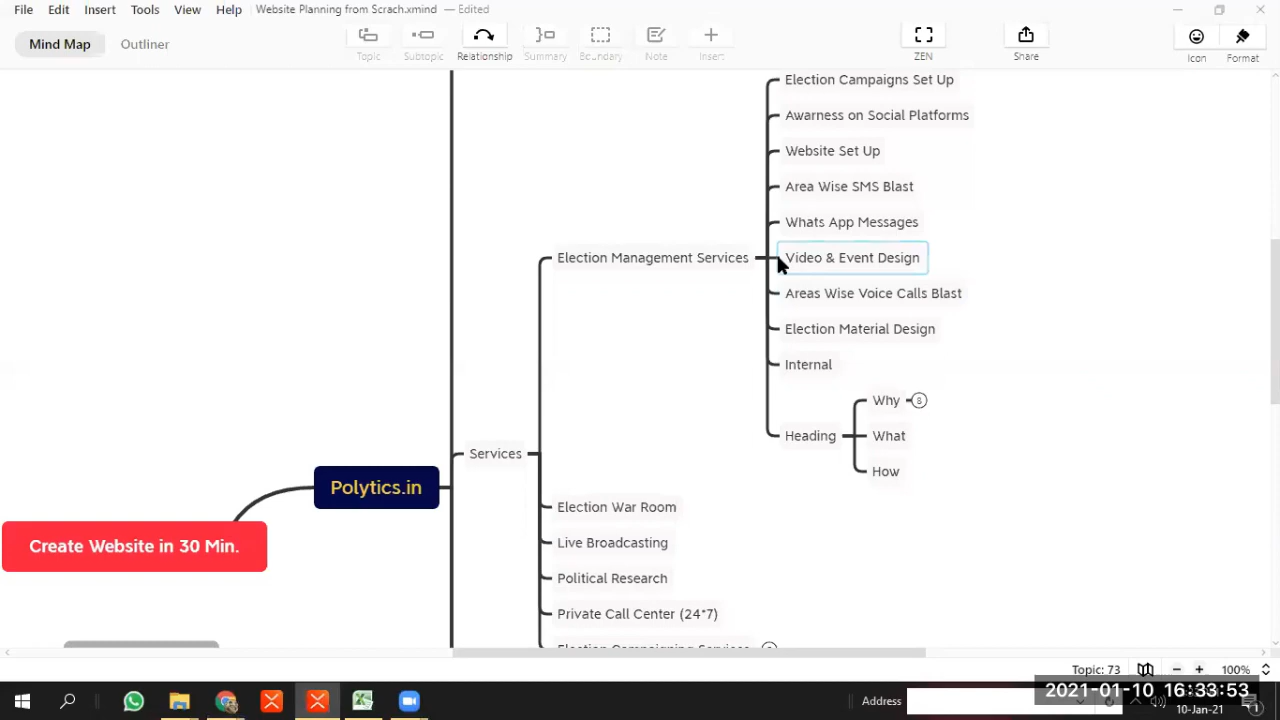 File Edit Insert Tools View Help Website Planning from Scrach.xmind — Edited
Mind Map Outliner
Topic Subtopic Relationship Summary Boundary Note Insert ZEN Share Icon Format
Election Campaigns Set Up
Awarness on Social Platforms
Website Set Up
Area Wise SMS Blast
Whats App Messages
Election Management Services
Video & Event Design
Areas Wise Voice Calls Blast
Election Material Design
Internal
Why 8
Heading What
How
Services
Polytics.in
Election War Room
Create Website in 30 Min.
Live Broadcasting
Political Research
Private Call Center (24*7)
Election Campaigning Services
Topic: 73 100%
Address
2021-01-10 16:33:53
10-Jan-21